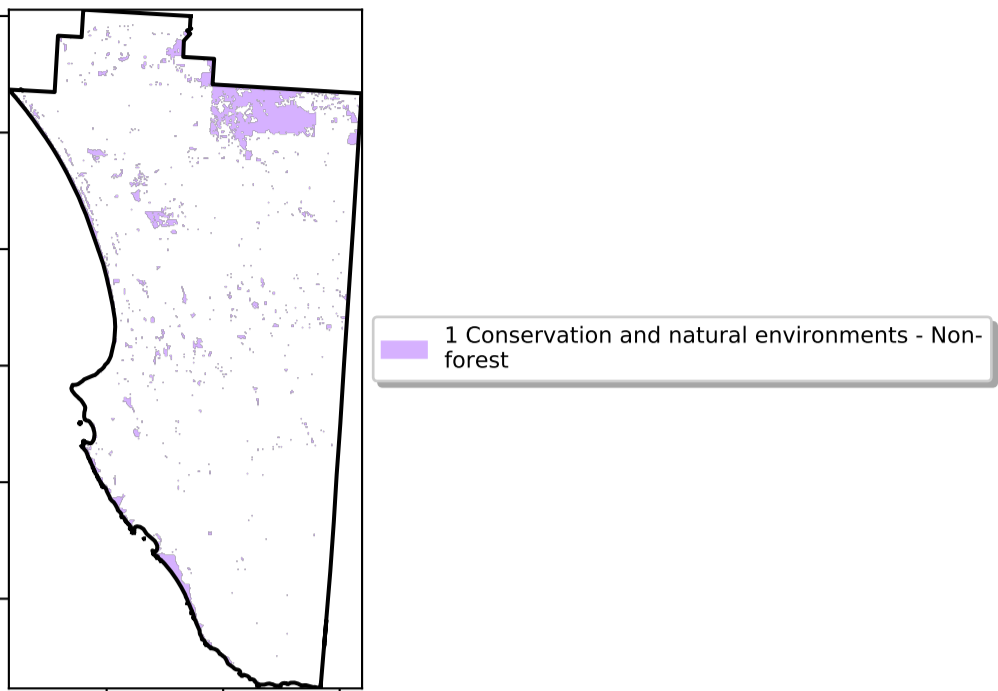 1 Conservation and natural environments - Non-
forest